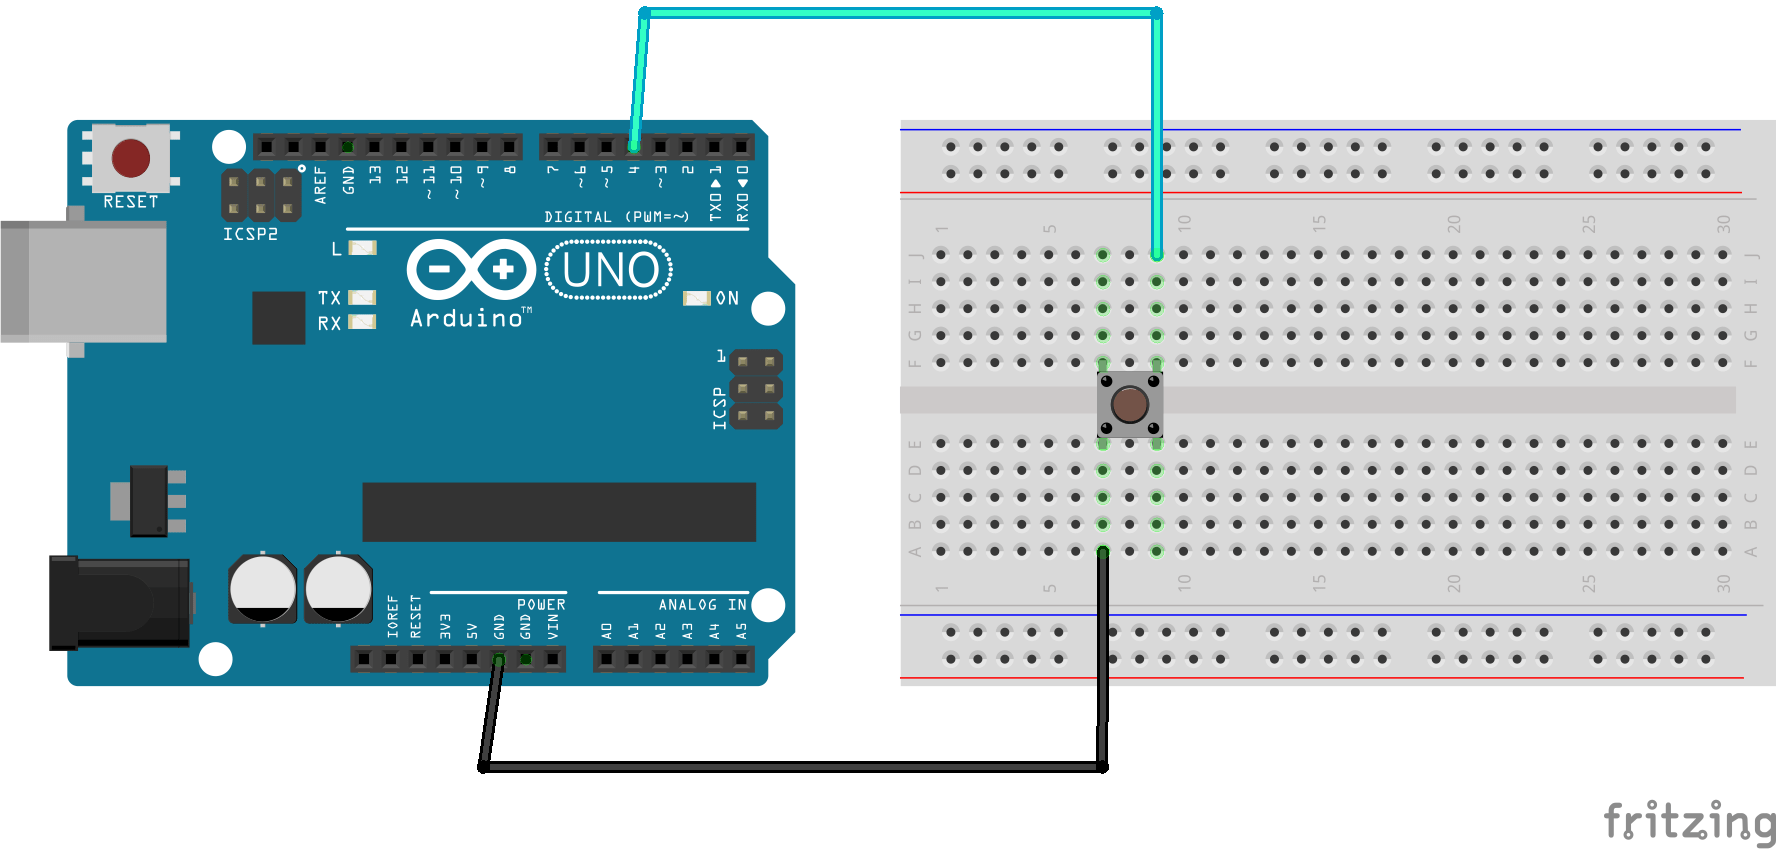 RESET
ICSP2
AREF
GND
13
12
~11
~10
~9
8
7
~6
~5
4
~3
2
TX0▶1
RX0◀0
DIGITAL (PWM=~)
L
TX
RX
Arduino™
UNO
ON
1
ICSP
IOREF
RESET
3V3
5V
GND
GND
VIN
POWER
ANALOG IN
A0
A1
A2
A3
A4
A5
1 5 10 15 20 25 30
J J
I I
H H
G G
F F
E E
D D
C C
B B
A A
1 5 10 15 20 25 30
fritzing